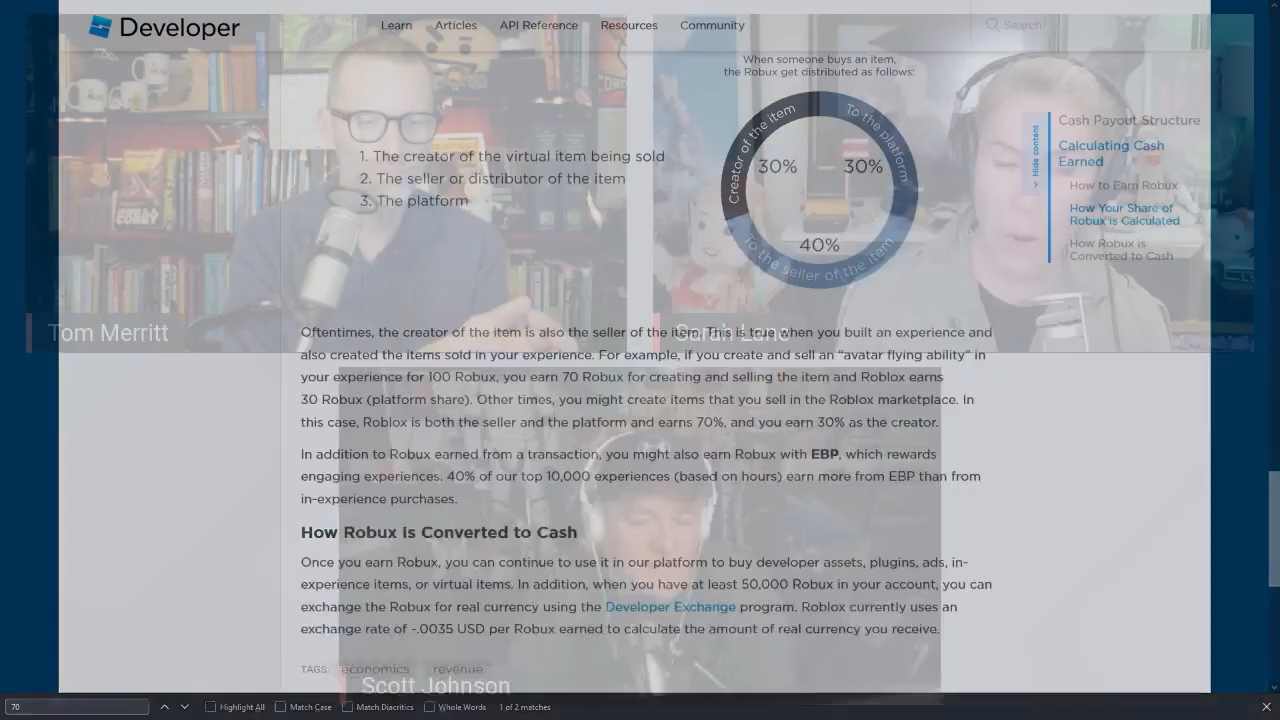 Developer
Learn Articles API Reference Resources Community
Search
When someone buys an item,
the Robux get distributed as follows:
Creator of the item
30%
To the platform
30%
40%
To the seller of the item
1. The creator of the virtual item being sold
2. The seller or distributor of the item
3. The platform
Hide content
Cash Payout Structure
Calculating Cash
Earned
How to Earn Robux
How Your Share of
Robux is Calculated
How Robux is
Converted to Cash
Tom Merritt
Sarah Lane
Oftentimes, the creator of the item is also the seller of the item. This is true when you built an experience and
also created the items sold in your experience. For example, if you create and sell an “avatar flying ability” in
your experience for 100 Robux, you earn 70 Robux for creating and selling the item and Roblox earns
30 Robux (platform share). Other times, you might create items that you sell in the Roblox marketplace. In
this case, Roblox is both the seller and the platform and earns 70%, and you earn 30% as the creator.
In addition to Robux earned from a transaction, you might also earn Robux with EBP, which rewards
engaging experiences. 40% of our top 10,000 experiences (based on hours) earn more from EBP than from
in-experience purchases.
How Robux is Converted to Cash
Once you earn Robux, you can continue to use it in our platform to buy developer assets, plugins, ads, in-
experience items, or virtual items. In addition, when you have at least 50,000 Robux in your account, you can
exchange the Robux for real currency using the Developer Exchange program. Roblox currently uses an
exchange rate of ~.0035 USD per Robux earned to calculate the amount of real currency you receive.
TAGS: economics revenue
Scott Johnson
70 Highlight All Match Case Match Diacritics Whole Words 1 of 2 matches